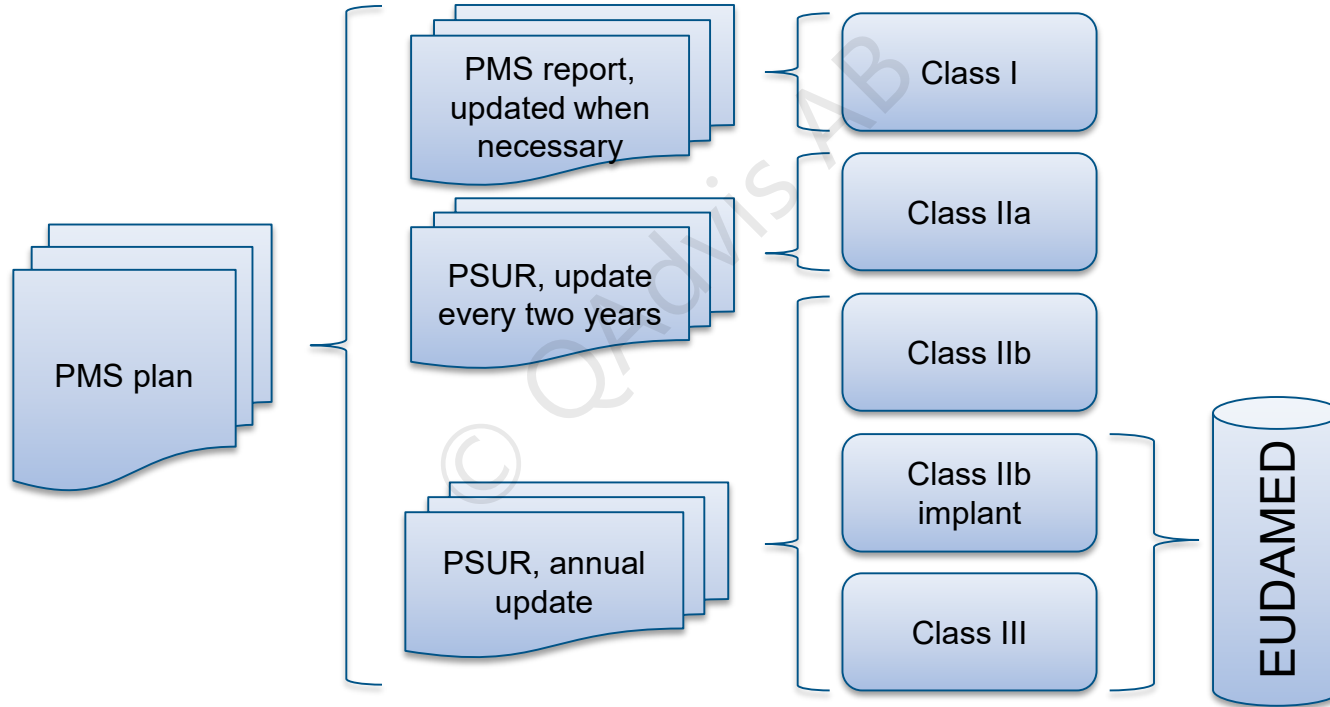 PMS plan
PMS report,
updated when
necessary
PSUR, update
every two years
PSUR, annual
update
Class I
Class IIa
Class IIb
Class IIb
implant
Class III
EUDAMED
© QAdvis AB